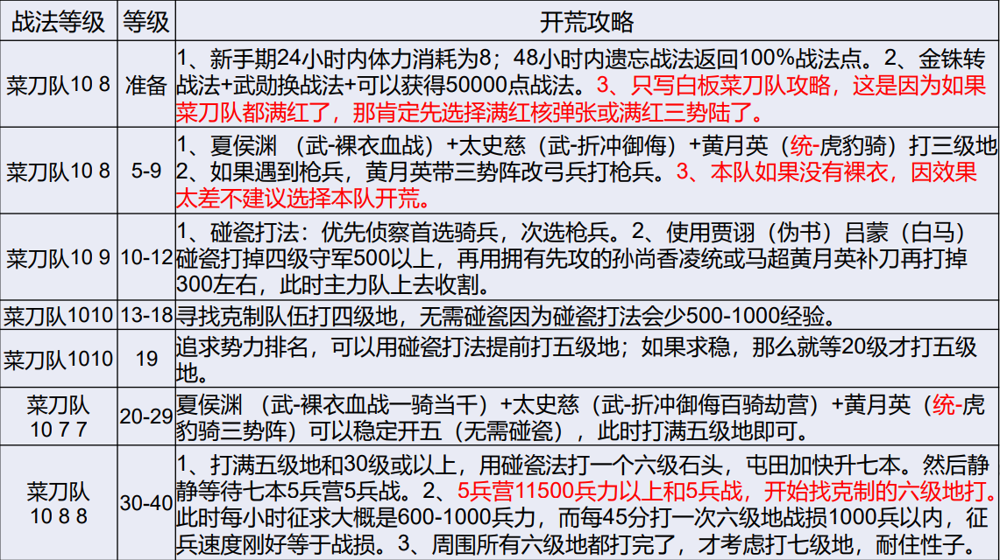 战法等级 等级 开荒攻略
菜刀队10 8 准备
1、新手期24小时内体力消耗为8；48小时内遗忘战法返回100%战法点。2、金铢转
战法+武勋换战法+可以获得50000点战法。3、只写白板菜刀队攻略，这是因为如果
菜刀队都满红了，那肯定先选择满红核弹张或满红三势陆了。
菜刀队10 8 5-9
1、夏侯渊 （武-裸衣血战）+太史慈（武-折冲御侮）+黄月英（统-虎豹骑）打三级地
2、如果遇到枪兵，黄月英带三势阵改弓兵打枪兵。3、本队如果没有裸衣，因效果
太差不建议选择本队开荒。
菜刀队10 9 10-12
1、碰瓷打法：优先侦察首选骑兵，次选枪兵。2、使用贾诩（伪书）吕蒙（白马）
碰瓷打掉四级守军500以上，再用拥有先攻的孙尚香凌统或马超黄月英补刀再打掉
300左右，此时主力队上去收割。
菜刀队1010 13-18 寻找克制队伍打四级地，无需碰瓷因为碰瓷打法会少500-1000经验。
菜刀队1010 19
追求势力排名，可以用碰瓷打法提前打五级地；如果求稳，那么就等20级才打五级
地。
菜刀队
10 7 7
20-29
夏侯渊 （武-裸衣血战一骑当千）+太史慈（武-折冲御侮百骑劫营）+黄月英（统-虎
豹骑三势阵）可以稳定开五（无需碰瓷），此时打满五级地即可。
菜刀队
10 8 8
30-40
1、打满五级地和30级或以上，用碰瓷法打一个六级石头，屯田加快升七本。然后静
静等待七本5兵营5兵战。2、5兵营11500兵力以上和5兵战，开始找克制的六级地打。
此时每小时征求大概是600-1000兵力，而每45分打一次六级地战损1000兵以内，征
兵速度刚好等于战损。3、周围所有六级地都打完了，才考虑打七级地，耐住性子。